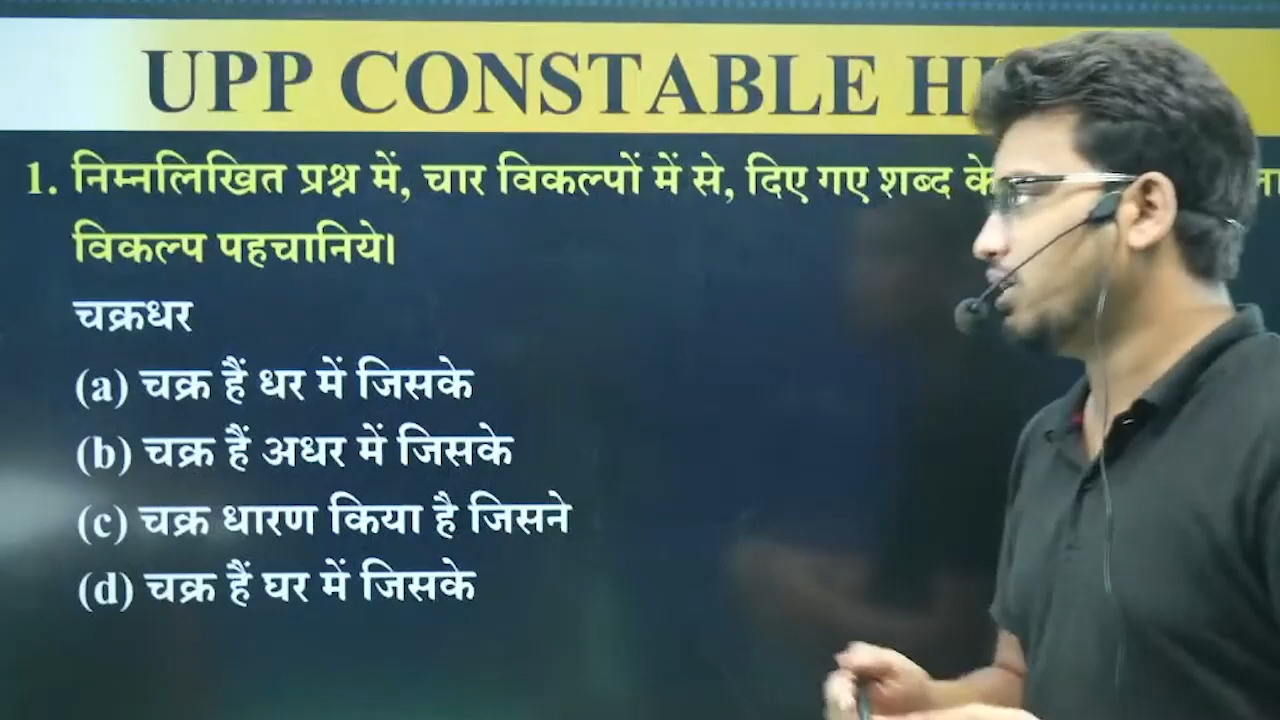 UPP CONSTABLE
1. निम्नलिखित प्रश्न में, चार विकल्पों में से, दिए गए शब्द के
विकल्प पहचानिये।
चक्रधर
(a) चक्र हैं धर में जिसके
(b) चक्र हैं अधर में जिसके
(c) चक्र धारण किया है जिसने
(d) चक्र हैं घर में जिसके